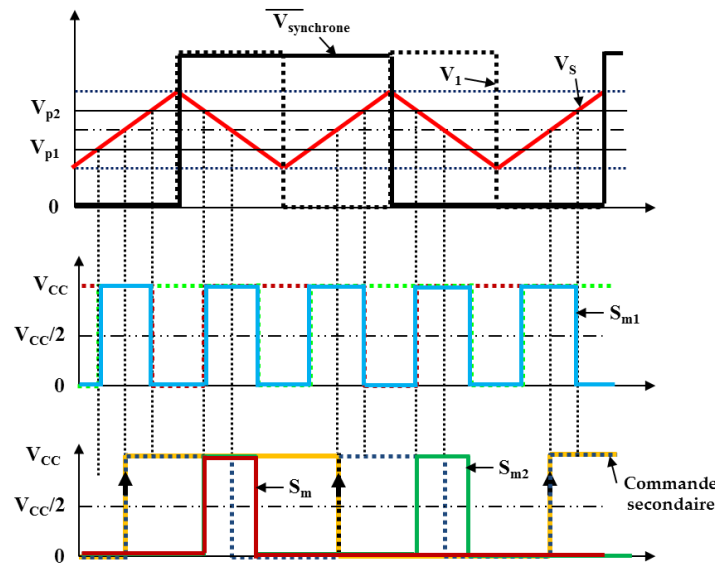 V̅synchrone
V1
VS
Vp2
Vp1
0
VCC
VCC/2
0
Sm1
VCC
VCC/2
0
Sm
Sm2
Commande
secondaire